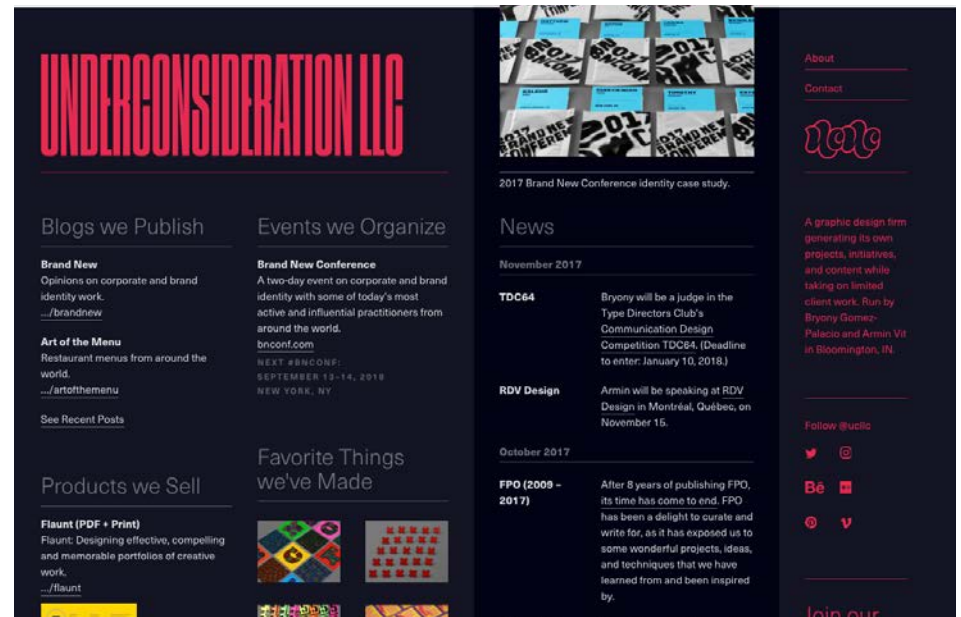 UNDERCONSIDERATION LLC
Blogs we Publish
Brand New
Opinions on corporate and brand
identity work.
.../brandnew
Art of the Menu
Restaurant menus from around the
world.
.../artofthemenu
See Recent Posts
Products we Sell
Flaunt (PDF + Print)
Flaunt: Designing effective, compelling
and memorable portfolios of creative
work.
.../flaunt
Events we Organize
Brand New Conference
A two-day event on corporate and brand
identity with some of today's most
active and influential practitioners from
around the world.
bnconf.com
NEXT #BNCONF:
SEPTEMBER 13–14, 2018
NEW YORK, NY
Favorite Things
we've Made
2017 Brand New Conference identity case study.
News
November 2017
TDC64
Bryony will be a judge in the
Type Directors Club's
Communication Design
Competition TDC64. (Deadline
to enter: January 10, 2018.)
RDV Design
Armin will be speaking at RDV
Design in Montréal, Québec, on
November 15.
October 2017
FPO (2009 –
2017)
After 8 years of publishing FPO,
its time has come to end. FPO
has been a delight to curate and
write for, as it has exposed us to
some wonderful projects, ideas,
and techniques that we have
learned from and been inspired
by.
About
Contact
ucllc
A graphic design firm
generating its own
projects, initiatives,
and content while
taking on limited
client work. Run by
Bryony Gomez-
Palacio and Armin Vit
in Bloomington, IN.
Follow @ucllc
Bē
Join our